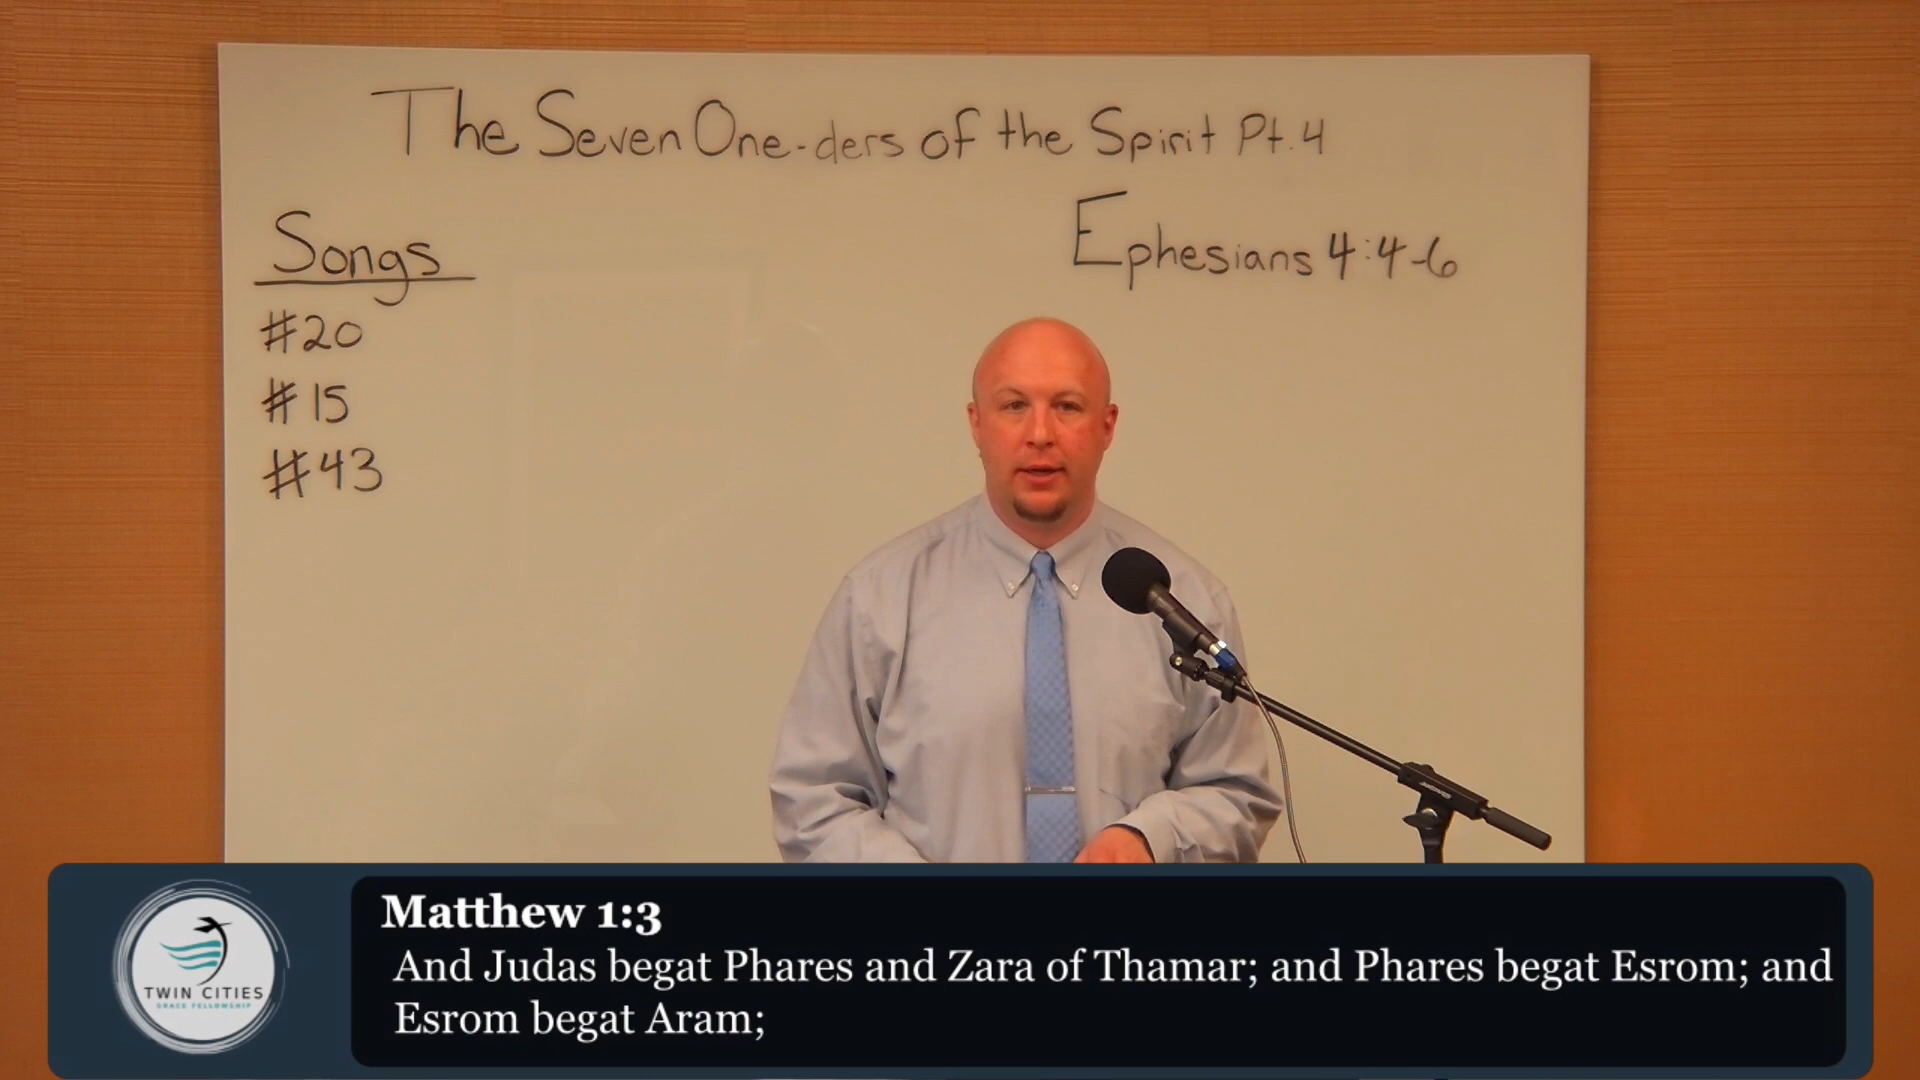 The Seven One-ders of the Spirit Pt. 4
Ephesians 4:4-6
Songs
#20
#15
#43
Matthew 1:3
And Judas begat Phares and Zara of Thamar; and Phares begat Esrom; and
Esrom begat Aram;
TWIN CITIES
GRACE FELLOWSHIP